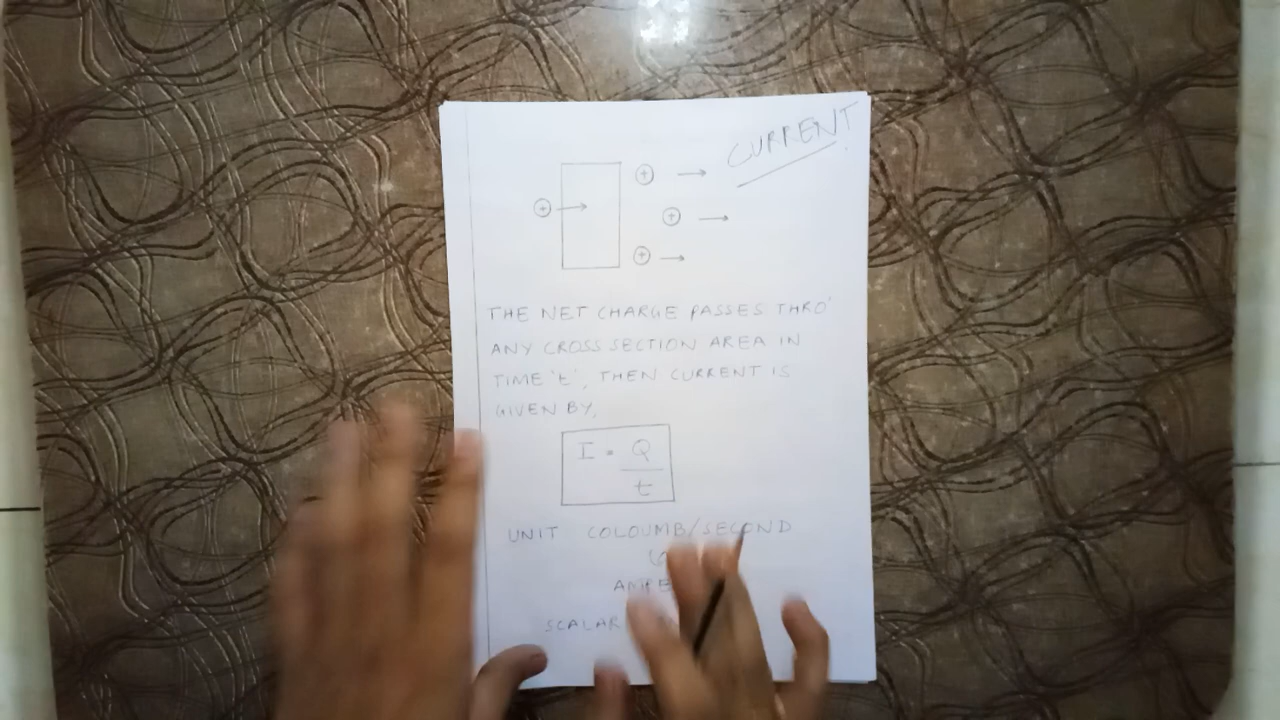 CURRENT
THE NET CHARGE PASSES THRO'
ANY CROSS SECTION AREA IN
TIME 't', THEN CURRENT IS
GIVEN BY,
I = Q
t
UNIT COLOUMB/SECOND
SCALAR